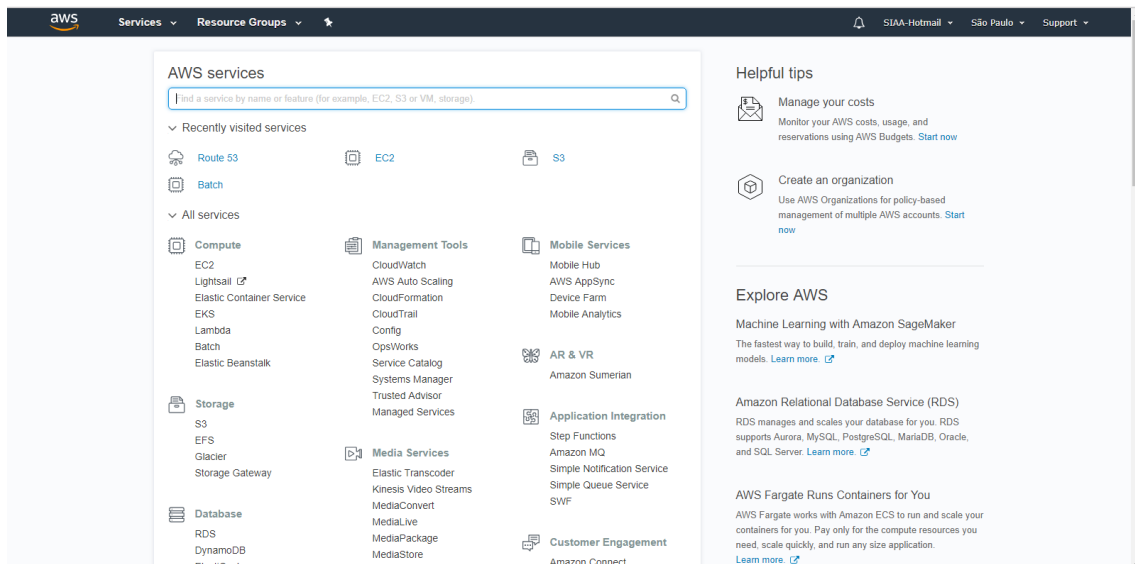 aws
Services
Resource Groups
SIAA-Hotmail
São Paulo
Support
AWS services
Find a service by name or feature (for example, EC2, S3 or VM, storage).
Recently visited services
Route 53
EC2
S3
Batch
All services
Compute
EC2
Lightsail
Elastic Container Service
EKS
Lambda
Batch
Elastic Beanstalk
Storage
S3
EFS
Glacier
Storage Gateway
Database
RDS
DynamoDB
Management Tools
CloudWatch
AWS Auto Scaling
CloudFormation
CloudTrail
Config
OpsWorks
Service Catalog
Systems Manager
Trusted Advisor
Managed Services
Media Services
Elastic Transcoder
Kinesis Video Streams
MediaConvert
MediaLive
MediaPackage
MediaStore
Mobile Services
Mobile Hub
AWS AppSync
Device Farm
Mobile Analytics
AR & VR
Amazon Sumerian
Application Integration
Step Functions
Amazon MQ
Simple Notification Service
Simple Queue Service
SWF
Customer Engagement
Amazon Connect
Helpful tips
Manage your costs
Monitor your AWS costs, usage, and
reservations using AWS Budgets. Start now
Create an organization
Use AWS Organizations for policy-based
management of multiple AWS accounts. Start
now
Explore AWS
Machine Learning with Amazon SageMaker
The fastest way to build, train, and deploy machine learning
models. Learn more.
Amazon Relational Database Service (RDS)
RDS manages and scales your database for you. RDS
supports Aurora, MySQL, PostgreSQL, MariaDB, Oracle,
and SQL Server. Learn more.
AWS Fargate Runs Containers for You
AWS Fargate works with Amazon ECS to run and scale your
containers for you. Pay only for the compute resources you
need, scale quickly, and run any size application.
Learn more.